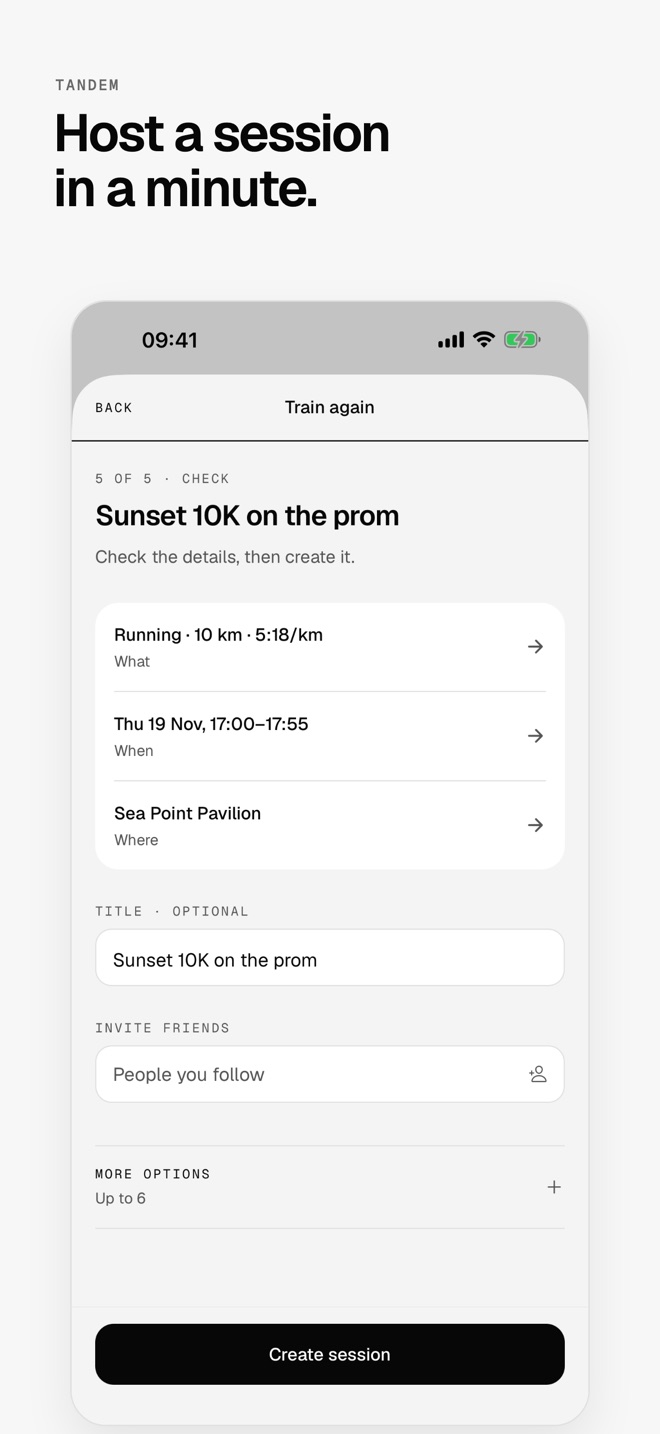 TANDEM
Host a session
in a minute.
09:41
BACK
Train again
5 OF 5 · CHECK
Sunset 10K on the prom
Check the details, then create it.
Running · 10 km · 5:18/km
What
Thu 19 Nov, 17:00–17:55
When
Sea Point Pavilion
Where
TITLE · OPTIONAL
Sunset 10K on the prom
INVITE FRIENDS
People you follow
MORE OPTIONS
Up to 6
Create session